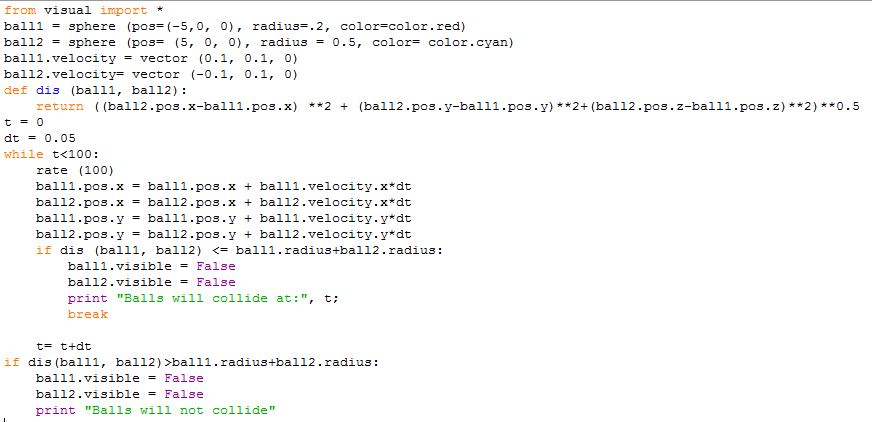 from visual import *
ball1 = sphere (pos=(-5,0, 0), radius=.2, color=color.red)
ball2 = sphere (pos= (5, 0, 0), radius = 0.5, color= color.cyan)
ball1.velocity = vector (0.1, 0.1, 0)
ball2.velocity= vector (-0.1, 0.1, 0)
def dis (ball1, ball2):
    return ((ball2.pos.x-ball1.pos.x) **2 + (ball2.pos.y-ball1.pos.y)**2+(ball2.pos.z-ball1.pos.z)**2)**0.5
t = 0
dt = 0.05
while t<100:
    rate (100)
    ball1.pos.x = ball1.pos.x + ball1.velocity.x*dt
    ball2.pos.x = ball2.pos.x + ball2.velocity.x*dt
    ball1.pos.y = ball1.pos.y + ball1.velocity.y*dt
    ball2.pos.y = ball2.pos.y + ball2.velocity.y*dt
    if dis (ball1, ball2) <= ball1.radius+ball2.radius:
        ball1.visible = False
        ball2.visible = False
        print "Balls will collide at:", t;
        break
    t= t+dt
if dis(ball1, ball2)>ball1.radius+ball2.radius:
    ball1.visible = False
    ball2.visible = False
    print "Balls will not collide"